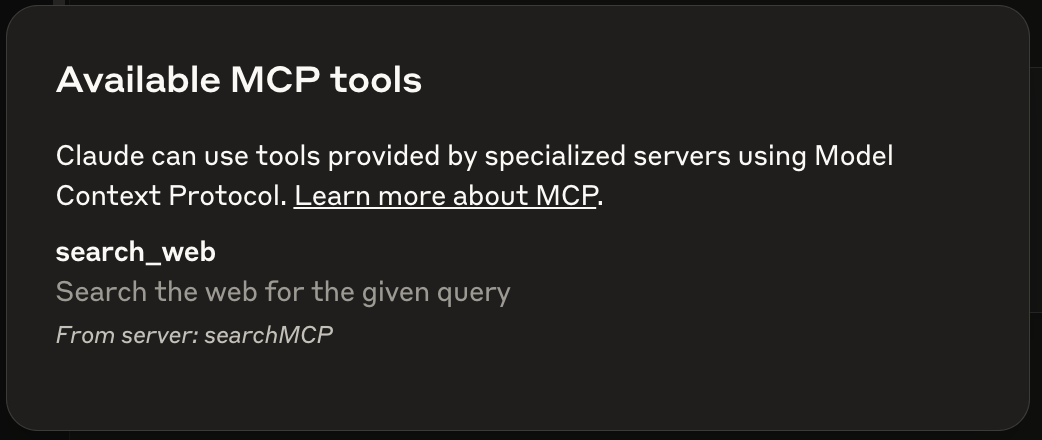 Available MCP tools
Claude can use tools provided by specialized servers using Model
Context Protocol. Learn more about MCP.
search_web
Search the web for the given query
From server: searchMCP